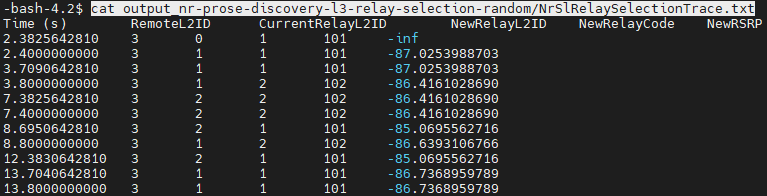 -bash-4.2$ cat output_nr-prose-discovery-l3-relay-selection-random/NrSlRelaySelectionTrace.txt
Time (s) RemoteL2ID CurrentRelayL2ID NewRelayL2ID NewRelayCode NewRSRP
2.3825642810 3 0 1 101 -inf
2.4000000000 3 1 1 101 -87.0253988703
3.7090642810 3 1 1 101 -87.0253988703
3.8000000000 3 1 2 102 -86.4161028690
7.3825642810 3 2 2 102 -86.4161028690
7.4000000000 3 2 2 102 -86.4161028690
8.6950642810 3 2 1 101 -85.0695562716
8.8000000000 3 1 2 102 -86.6393106766
12.3830642810 3 2 1 101 -85.0695562716
13.7040642810 3 1 1 101 -86.7368959789
13.8000000000 3 1 1 101 -86.7368959789